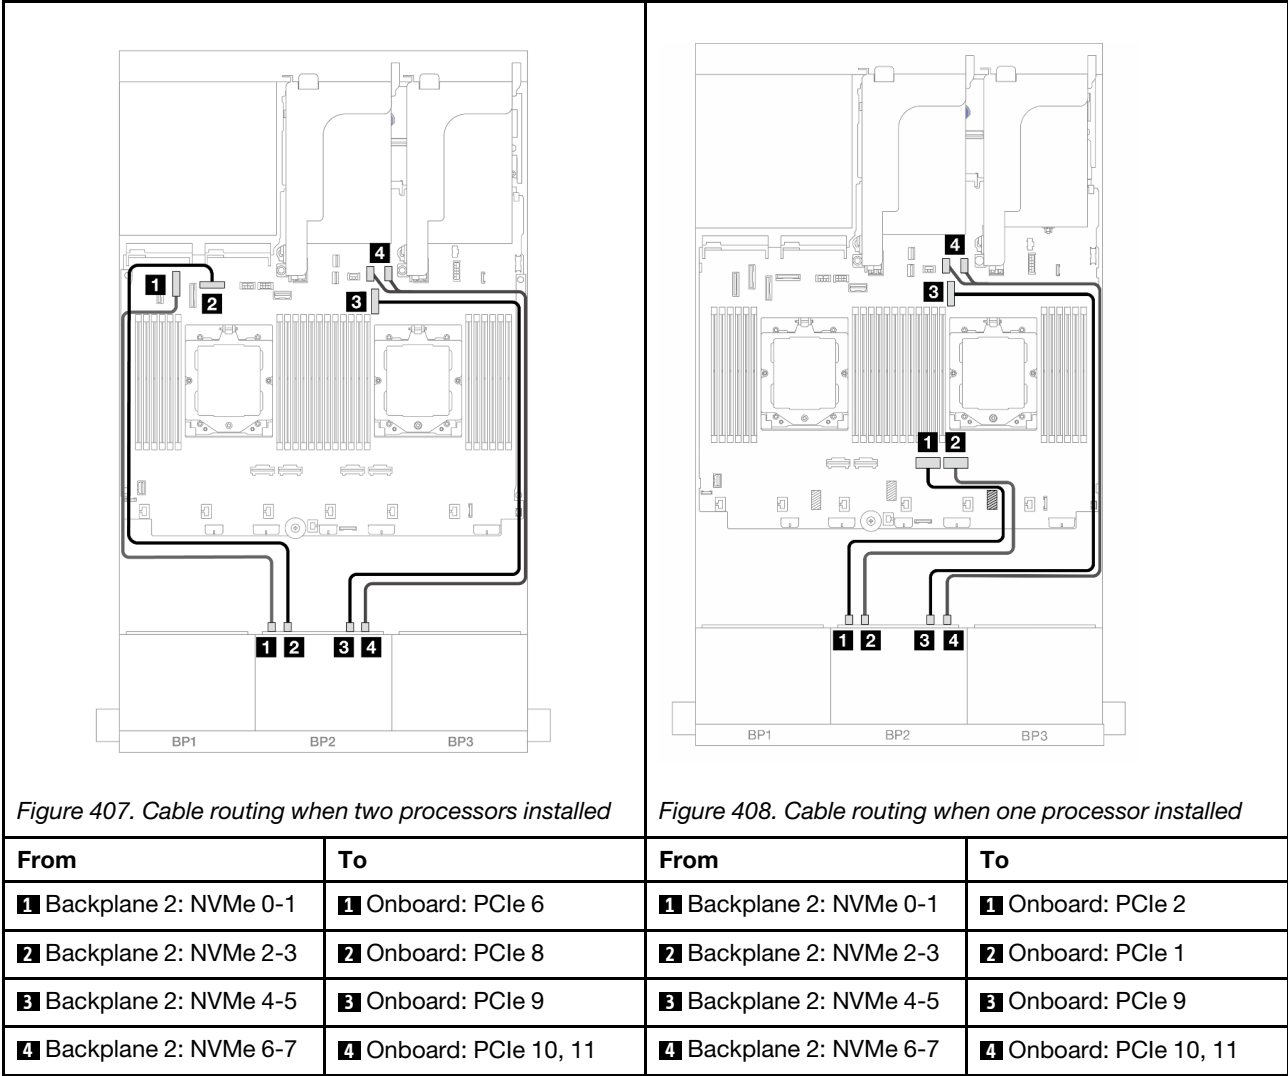 4
1
2
3
1 2 3 4
BP1 BP2 BP3
Figure 407. Cable routing when two processors installed
4
3
1 2
1 2 3 4
BP1 BP2 BP3
Figure 408. Cable routing when one processor installed
From To From To
1 Backplane 2: NVMe 0-1 1 Onboard: PCIe 6 1 Backplane 2: NVMe 0-1 1 Onboard: PCIe 2
2 Backplane 2: NVMe 2-3 2 Onboard: PCIe 8 2 Backplane 2: NVMe 2-3 2 Onboard: PCIe 1
3 Backplane 2: NVMe 4-5 3 Onboard: PCIe 9 3 Backplane 2: NVMe 4-5 3 Onboard: PCIe 9
4 Backplane 2: NVMe 6-7 4 Onboard: PCIe 10, 11 4 Backplane 2: NVMe 6-7 4 Onboard: PCIe 10, 11